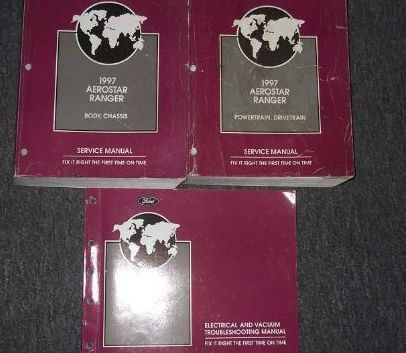 1997
AEROSTAR
RANGER
BODY, CHASSIS
SERVICE MANUAL
FIX IT RIGHT THE FIRST TIME ON TIME
1997
AEROSTAR
RANGER
POWERTRAIN, DRIVETRAIN
SERVICE MANUAL
FIX IT RIGHT THE FIRST TIME ON TIME
Ford
ELECTRICAL AND VACUUM
TROUBLESHOOTING MANUAL
FIX IT RIGHT THE FIRST TIME ON TIME